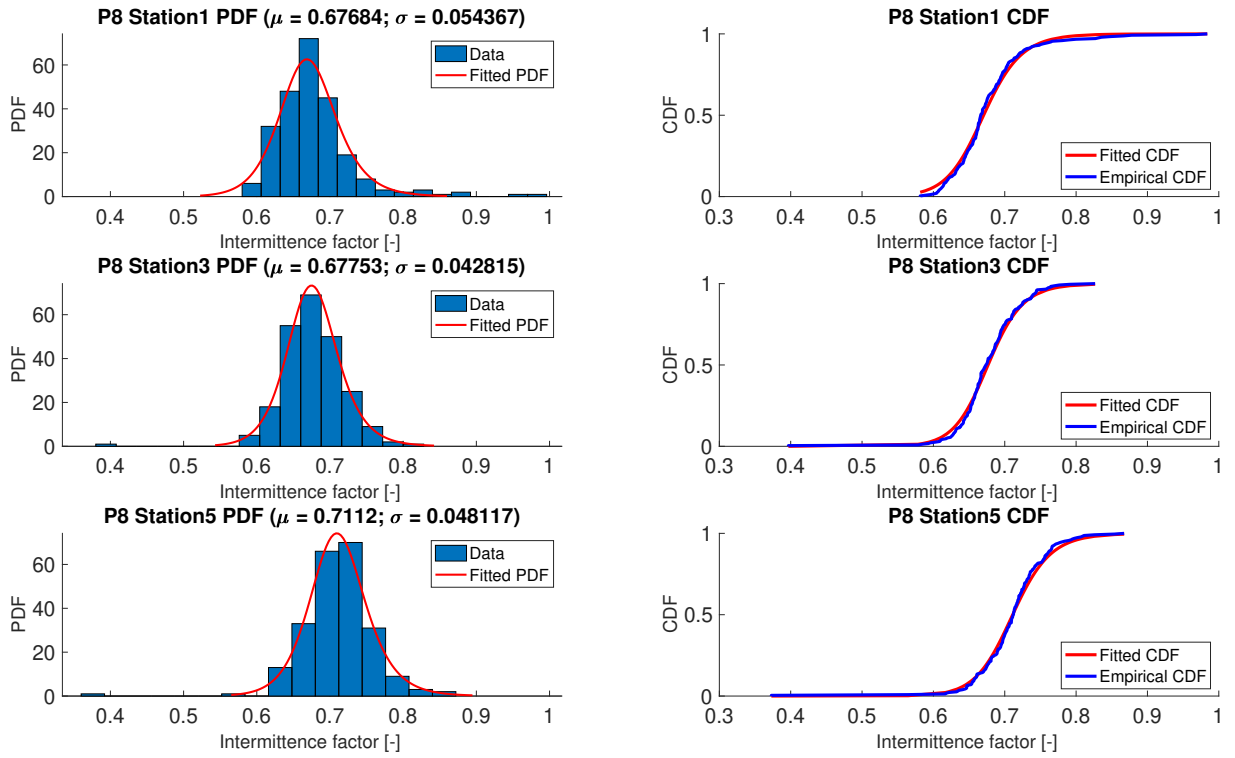 P8 Station1 PDF (μ = 0.67684; σ = 0.054367)
60
40
20
0
PDF
Data
Fitted PDF
0.4 0.5 0.6 0.7 0.8 0.9 1
Intermittence factor [-]
P8 Station1 CDF
1
0.5
0
CDF
Fitted CDF
Empirical CDF
0.3 0.4 0.5 0.6 0.7 0.8 0.9 1
Intermittence factor [-]
P8 Station3 PDF (μ = 0.67753; σ = 0.042815)
60
40
20
0
PDF
Data
Fitted PDF
0.4 0.5 0.6 0.7 0.8 0.9 1
Intermittence factor [-]
P8 Station3 CDF
1
0.5
0
CDF
Fitted CDF
Empirical CDF
0.3 0.4 0.5 0.6 0.7 0.8 0.9 1
Intermittence factor [-]
P8 Station5 PDF (μ = 0.7112; σ = 0.048117)
60
40
20
0
PDF
Data
Fitted PDF
0.4 0.5 0.6 0.7 0.8 0.9 1
Intermittence factor [-]
P8 Station5 CDF
1
0.5
0
CDF
Fitted CDF
Empirical CDF
0.3 0.4 0.5 0.6 0.7 0.8 0.9 1
Intermittence factor [-]